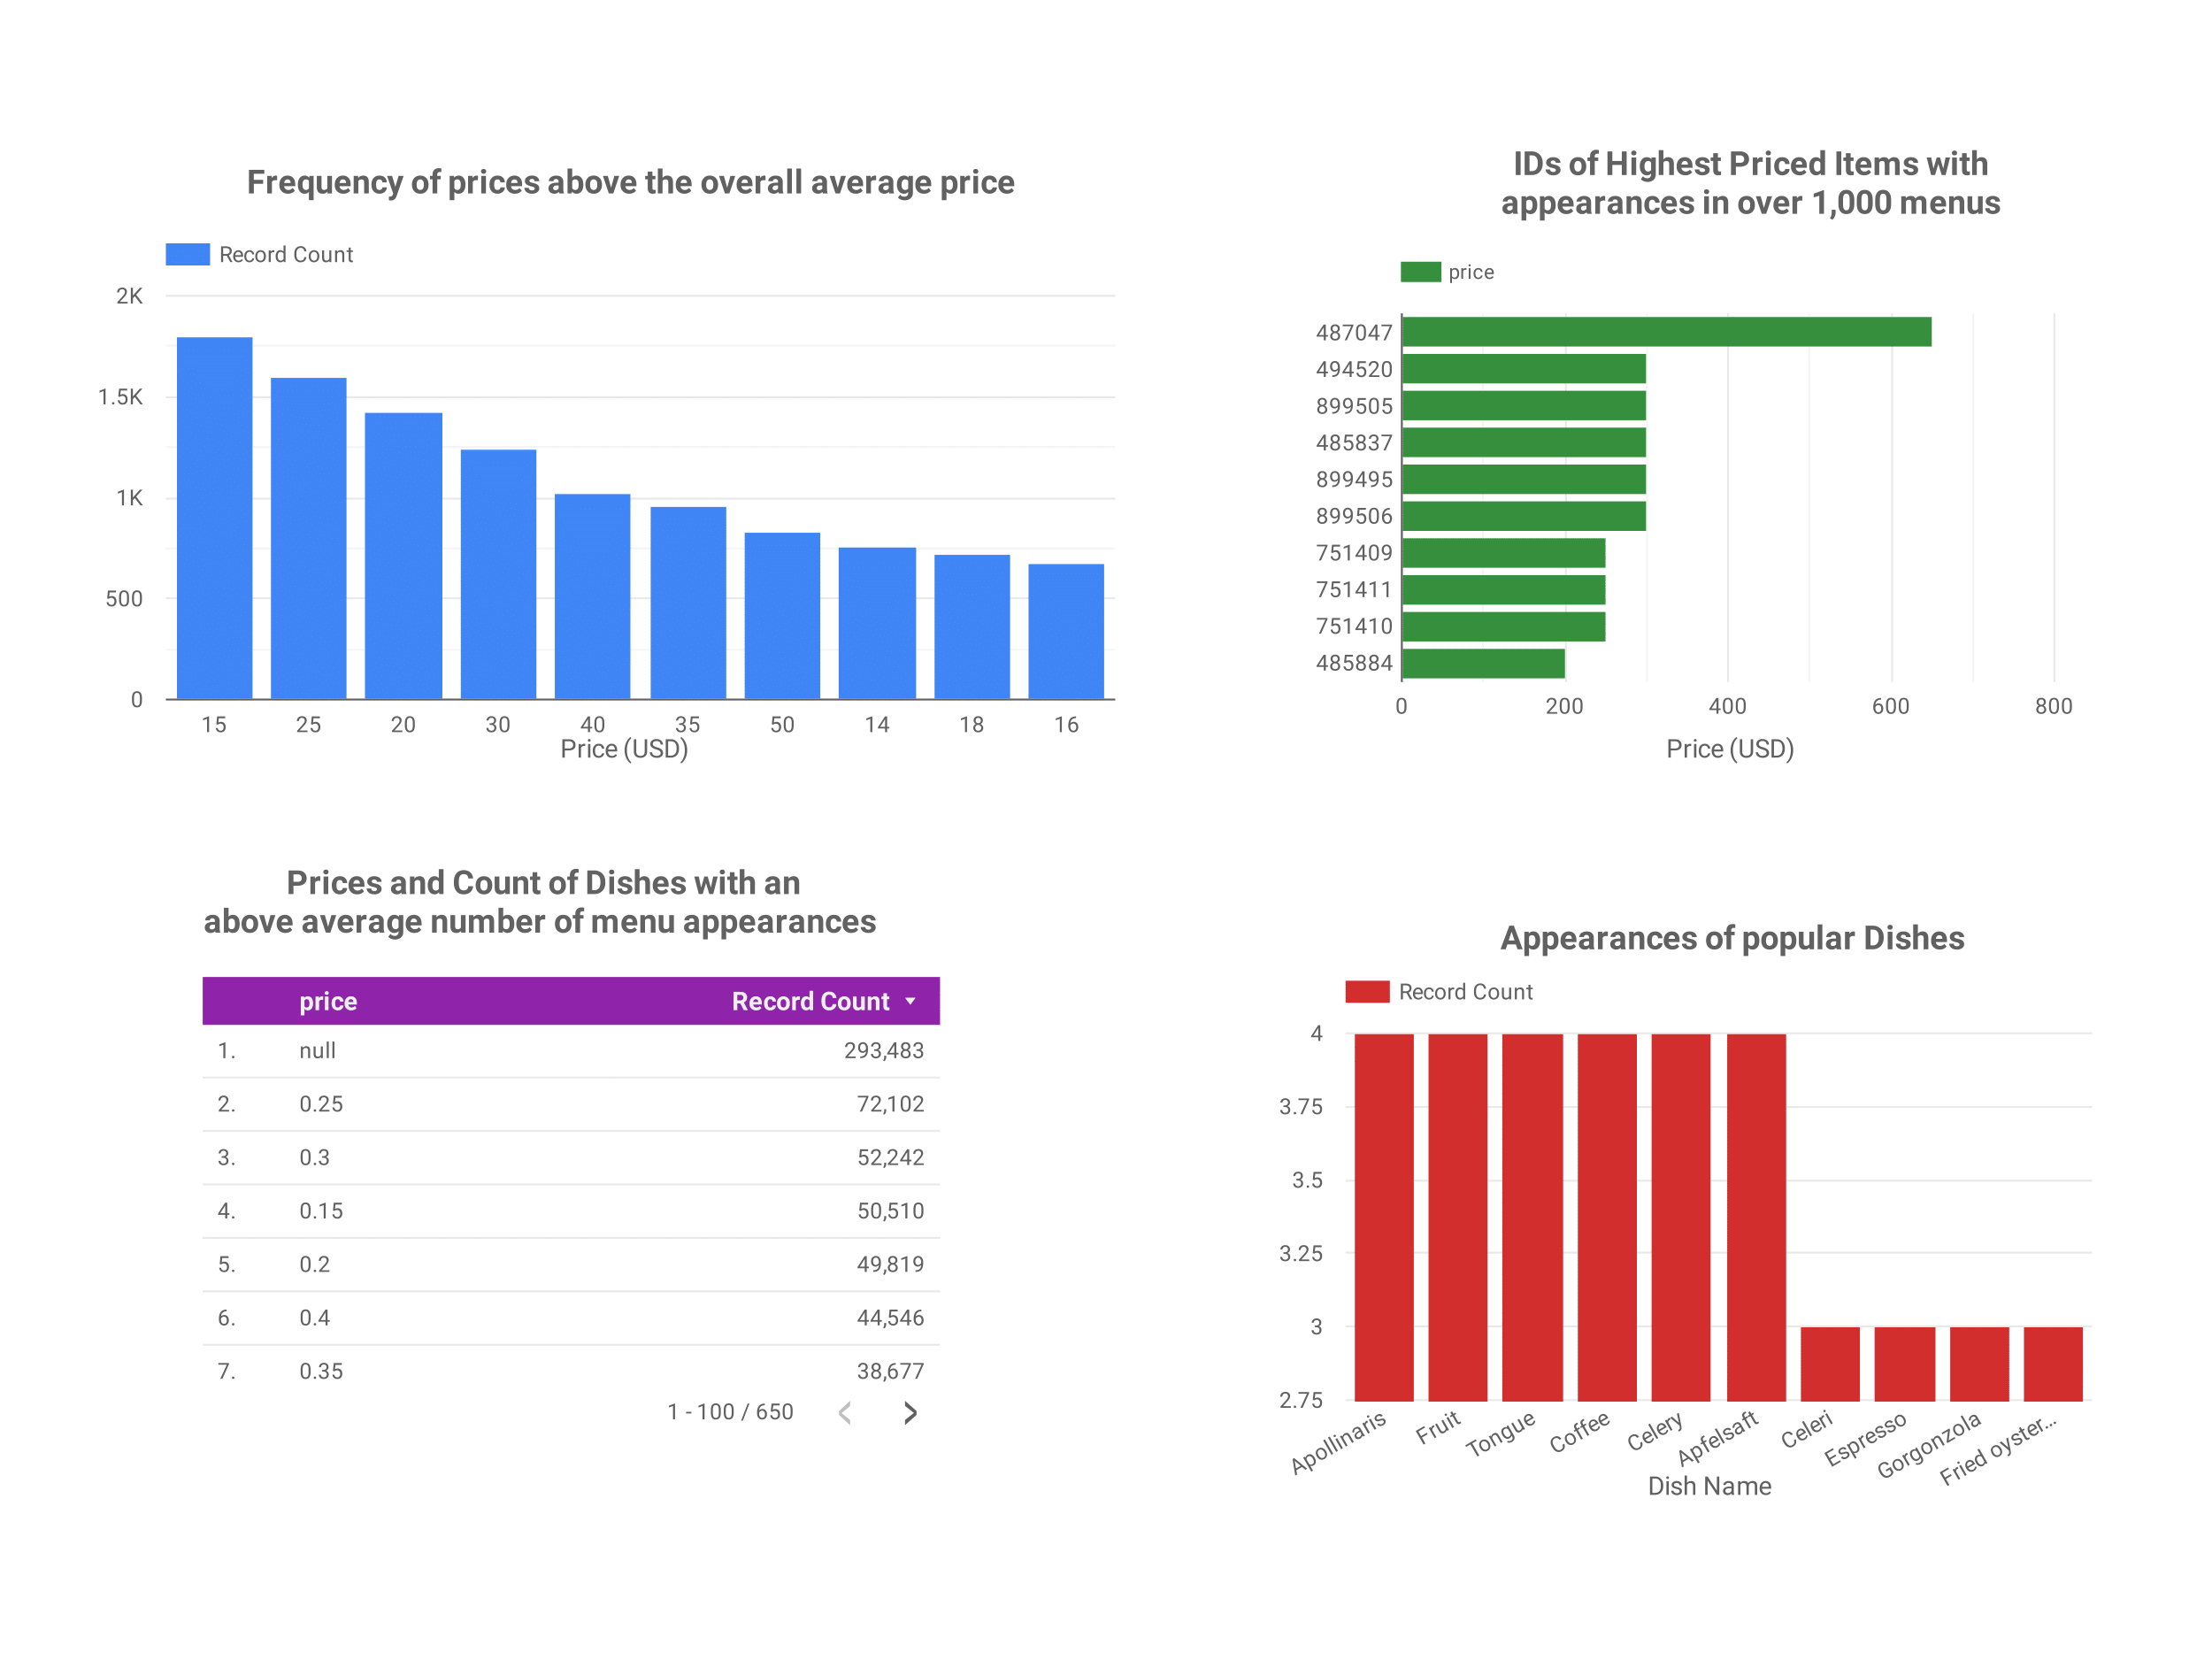 Frequency of prices above the overall average price
Record Count
2K
1.5K
1K
500
0
15 25 20 30 40 35 50 14 18 16
Price (USD)
IDs of Highest Priced Items with
appearances in over 1,000 menus
price
487047
494520
899505
485837
899495
899506
751409
751411
751410
485884
0 200 400 600 800
Price (USD)
Prices and Count of Dishes with an
above average number of menu appearances
price Record Count
1. null 293,483
2. 0.25 72,102
3. 0.3 52,242
4. 0.15 50,510
5. 0.2 49,819
6. 0.4 44,546
7. 0.35 38,677
1 - 100 / 650
Appearances of popular Dishes
Record Count
4
3.75
3.5
3.25
3
2.75
Apollinaris Fruit Tongue Coffee Celery Apfelsaft Celeri Espresso Gorgonzola Fried oyster...
Dish Name